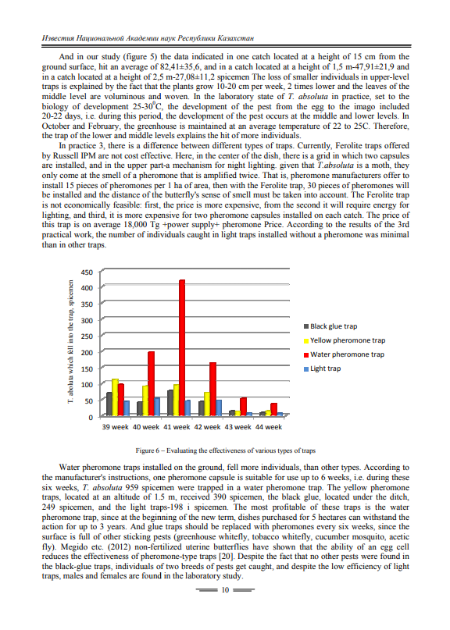 Известия Национальной Академии наук Республики Казахстан
And in our study (figure 5) the data indicated in one catch located at a height of 15 cm from the
ground surface, hit an average of 82,41±35,6, and in a catch located at a height of 1,5 m-47,91±21,9 and
in a catch located at a height of 2,5 m-27,08±11,2 spicemen The loss of smaller individuals in upper-level
traps is explained by the fact that the plants grow 10-20 cm per week, 2 times lower and the leaves of the
middle level are voluminous and woven. In the laboratory state of T. absoluta in practice, set to the
biology of development 25-30⁰C, the development of the pest from the egg to the imago included
20-22 days, i.e. during this period, the development of the pest occurs at the middle and lower levels. In
October and February, the greenhouse is maintained at an average temperature of 22 to 25C. Therefore,
the trap of the lower and middle levels explains the hit of more individuals.
In practice 3, there is a difference between different types of traps. Currently, Ferolite traps offered
by Russell IPM are not cost effective. Here, in the center of the dish, there is a grid in which two capsules
are installed, and in the upper part-a mechanism for night lighting. given that T.absoluta is a moth, they
only come at the smell of a pheromone that is amplified twice. That is, pheromone manufacturers offer to
install 15 pieces of pheromones per 1 ha of area, then with the Ferolite trap, 30 pieces of pheromones will
be installed and the distance of the butterfly's sense of smell must be taken into account. The Ferolite trap
is not economically feasible: first, the price is more expensive, from the second it will require energy for
lighting, and third, it is more expensive for two pheromone capsules installed on each catch. The price of
this trap is on average 18,000 Tg +power supply+ pheromone Price. According to the results of the 3rd
practical work, the number of individuals caught in light traps installed without a pheromone was minimal
than in other traps.
T. absoluta which fell into the trap, spicemen
450
400
350
300
250
200
150
100
50
0
39 week 40 week 41 week 42 week 43 week 44 week
Black glue trap
Yellow pheromone trap
Water pheromone trap
Light trap
Figure 6 – Evaluating the effectiveness of various types of traps
Water pheromone traps installed on the ground, fell more individuals, than other types. According to
the manufacturer's instructions, one pheromone capsule is suitable for use up to 6 weeks, i.e. during these
six weeks, T. absoluta 959 spicemen were trapped in a water pheromone trap. The yellow pheromone
traps, located at an altitude of 1.5 m, received 390 spicemen, the black glue, located under the ditch,
249 spicemen, and the light traps-198 i spicemen. The most profitable of these traps is the water
pheromone trap, since at the beginning of the new term, dishes purchased for 5 hectares can withstand the
action for up to 3 years. And glue traps should be replaced with pheromones every six weeks, since the
surface is full of other sticking pests (greenhouse whitefly, tobacco whitefly, cucumber mosquito, acetic
fly). Megido etc. (2012) non-fertilized uterine butterflies have shown that the ability of an egg cell
reduces the effectiveness of pheromone-type traps [20]. Despite the fact that no other pests were found in
the black-glue traps, individuals of two breeds of pests get caught, and despite the low efficiency of light
traps, males and females are found in the laboratory study.
10